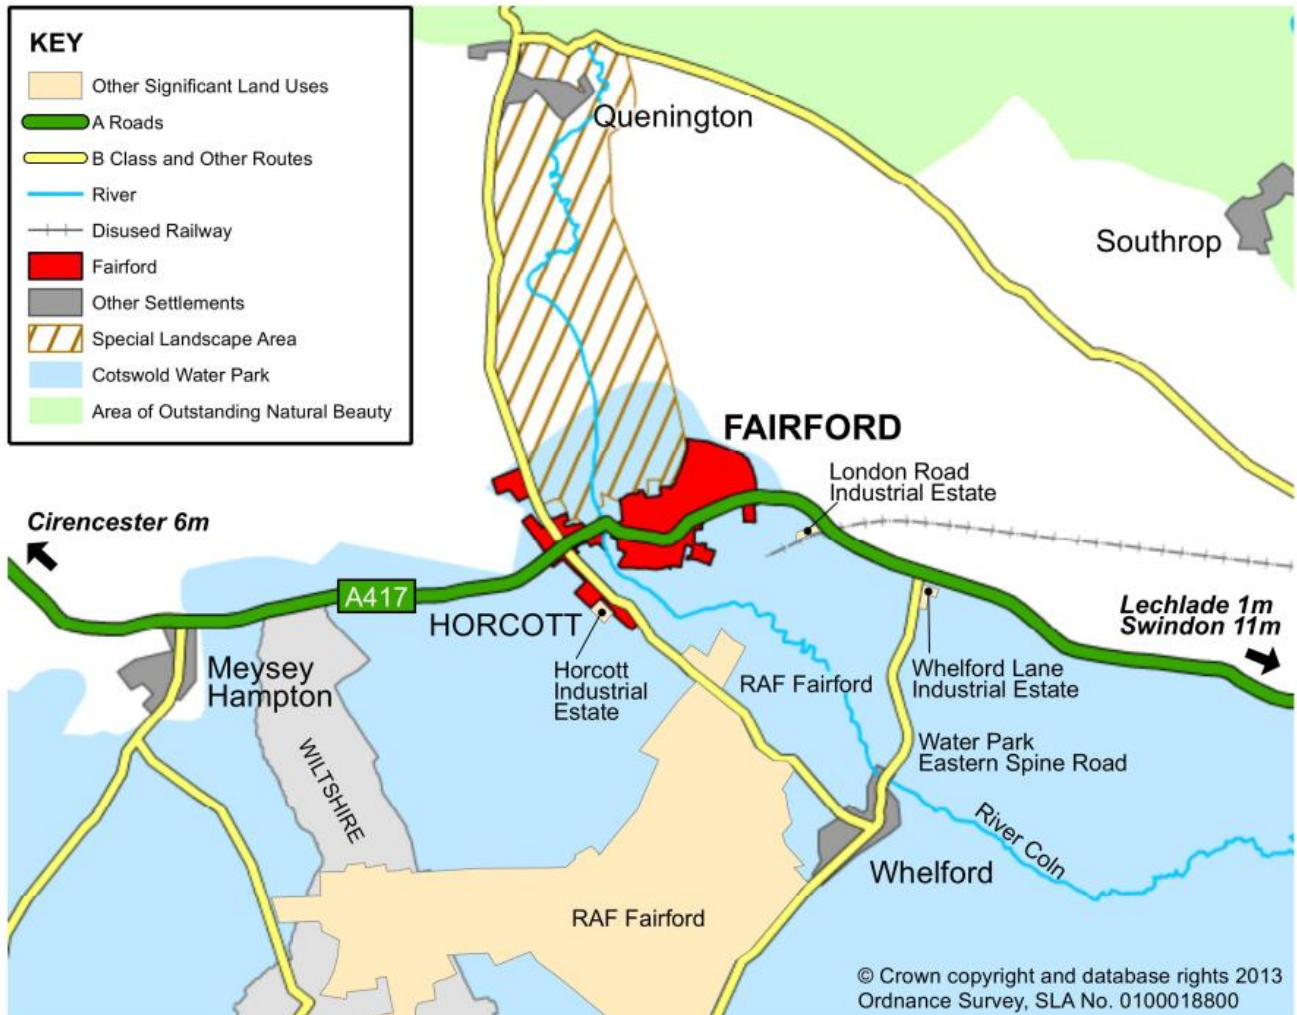 KEY
Other Significant Land Uses
A Roads
B Class and Other Routes
River
Disused Railway
Fairford
Other Settlements
Special Landscape Area
Cotswold Water Park
Area of Outstanding Natural Beauty
Quenington
Southrop
FAIRFORD
London Road
Industrial Estate
Cirencester 6m
A417
HORCOTT
Lechlade 1m
Swindon 11m
Meysey
Hampton
Horcott
Industrial
Estate
RAF Fairford
Whelford Lane
Industrial Estate
WILTSHIRE
Water Park
Eastern Spine Road
River Coln
Whelford
RAF Fairford
© Crown copyright and database rights 2013
Ordnance Survey, SLA No. 0100018800